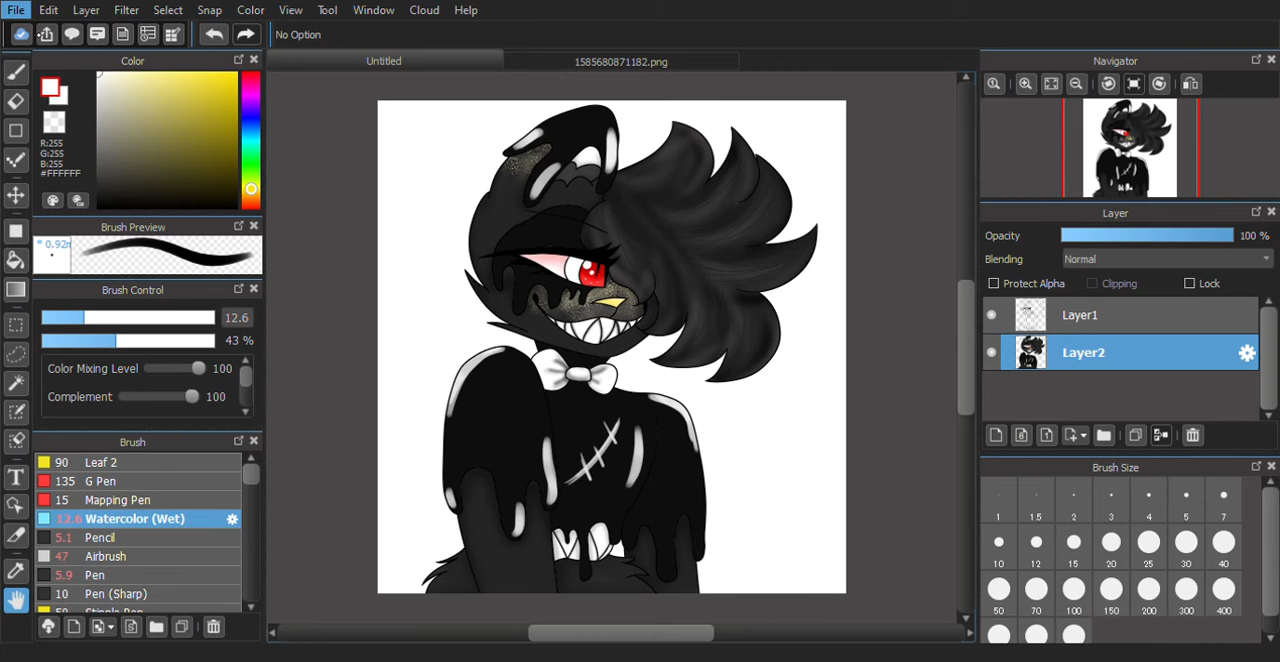 File Edit Layer Filter Select Snap Color View Tool Window Cloud Help
No Option
Color
Untitled
1585680871182.png
Navigator
R:255
G:255
B:255
#FFFFFF
Brush Preview
* 0.92m
Brush Control
12.6
43 %
Color Mixing Level 100
Complement 100
Brush
90 Leaf 2
135 G Pen
15 Mapping Pen
12.6 Watercolor (Wet)
5.1 Pencil
47 Airbrush
5.9 Pen
10 Pen (Sharp)
50 Stipple Pen
Layer
Opacity 100 %
Blending Normal
Protect Alpha Clipping Lock
Layer1
Layer2
Brush Size
1 1.5 2 3 4 5 7
10 12 15 20 25 30 40
50 70 100 150 200 300 400